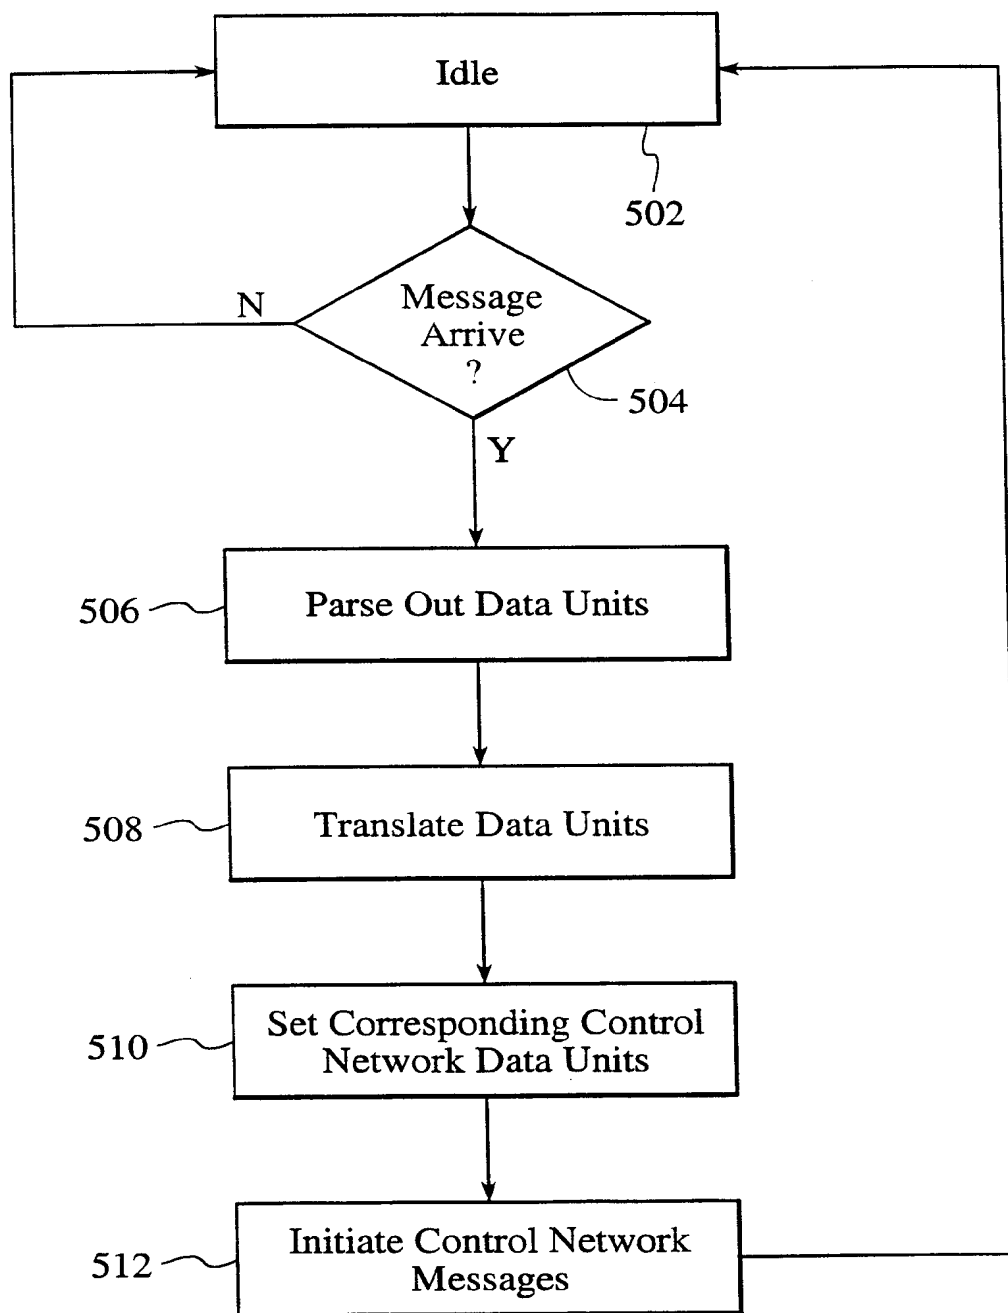 Idle
502
Message
Arrive
?
N
504
Y
506
Parse Out Data Units
508
Translate Data Units
510
Set Corresponding Control
Network Data Units
512
Initiate Control Network
Messages